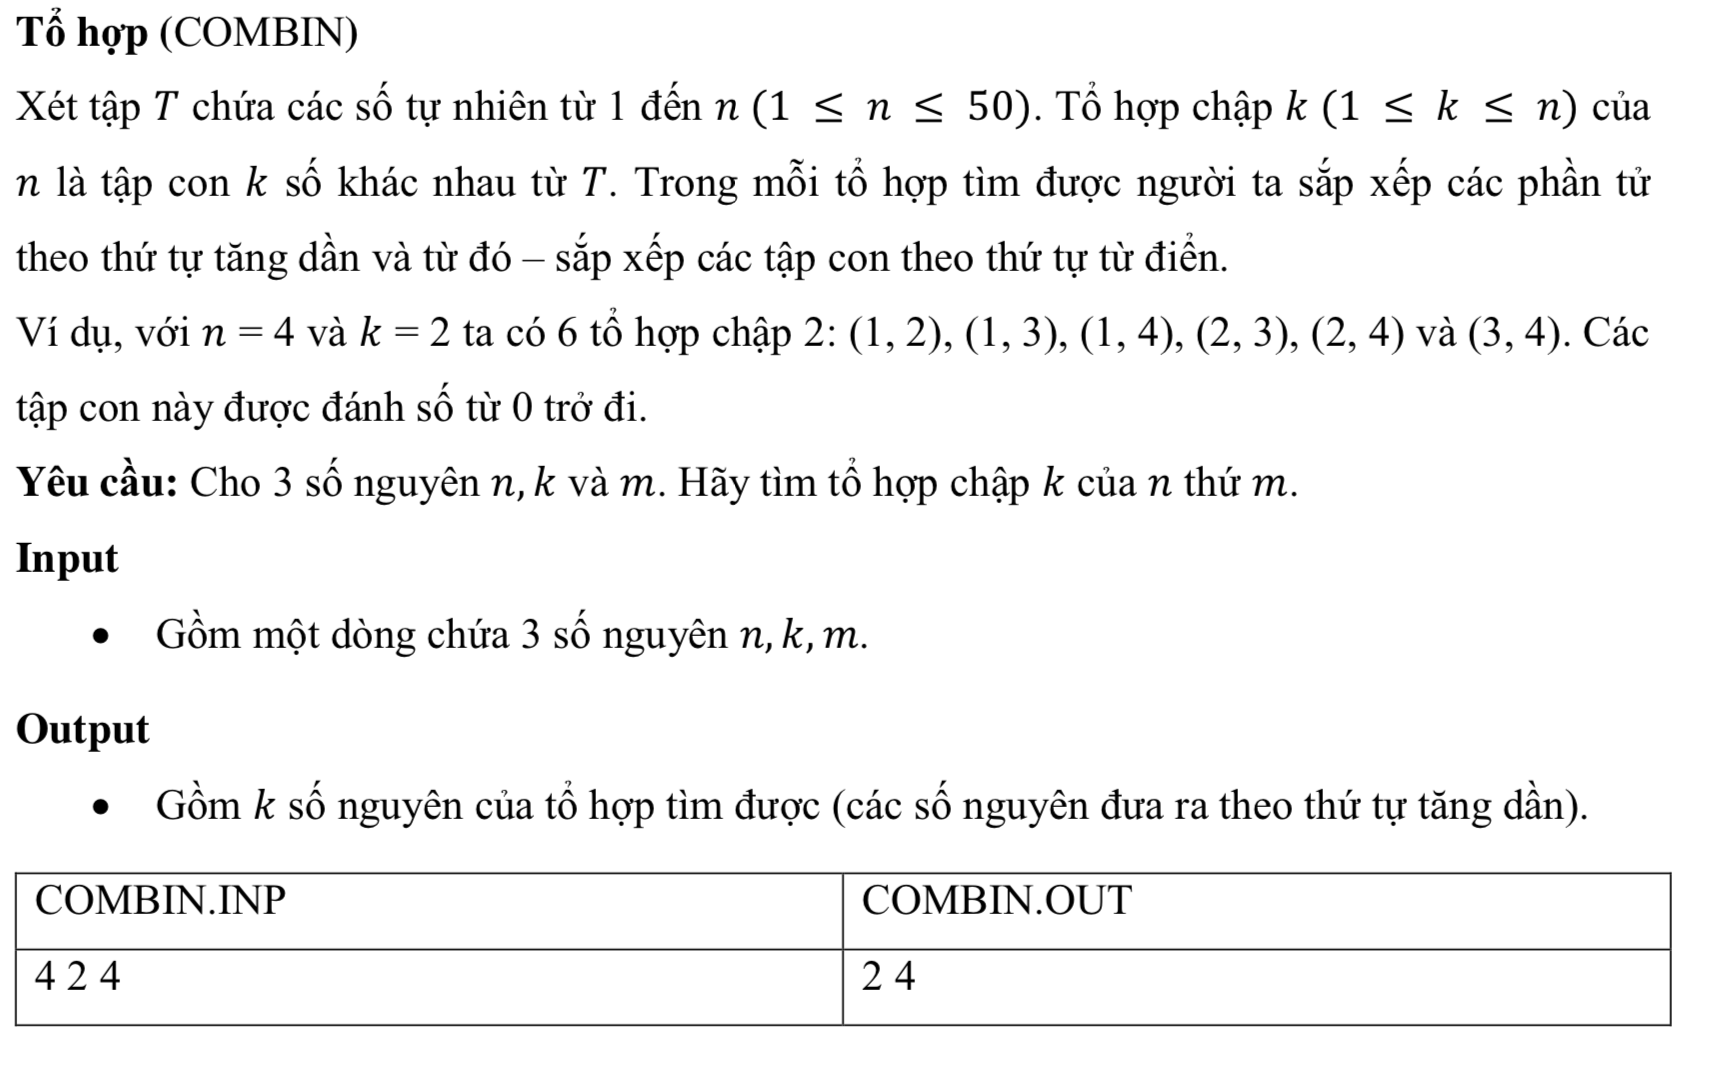 Tổ hợp (COMBIN)
Xét tập T chứa các số tự nhiên từ 1 đến n (1 ≤ n ≤ 50). Tổ hợp chập k (1 ≤ k ≤ n) của
n là tập con k số khác nhau từ T. Trong mỗi tổ hợp tìm được người ta sắp xếp các phần tử
theo thứ tự tăng dần và từ đó – sắp xếp các tập con theo thứ tự từ điển.
Ví dụ, với n = 4 và k = 2 ta có 6 tổ hợp chập 2: (1, 2), (1, 3), (1, 4), (2, 3), (2, 4) và (3, 4). Các
tập con này được đánh số từ 0 trở đi.
Yêu cầu: Cho 3 số nguyên n, k và m. Hãy tìm tổ hợp chập k của n thứ m.
Input
• Gồm một dòng chứa 3 số nguyên n, k, m.
Output
• Gồm k số nguyên của tổ hợp tìm được (các số nguyên đưa ra theo thứ tự tăng dần).
COMBIN.INP COMBIN.OUT
4 2 4 2 4